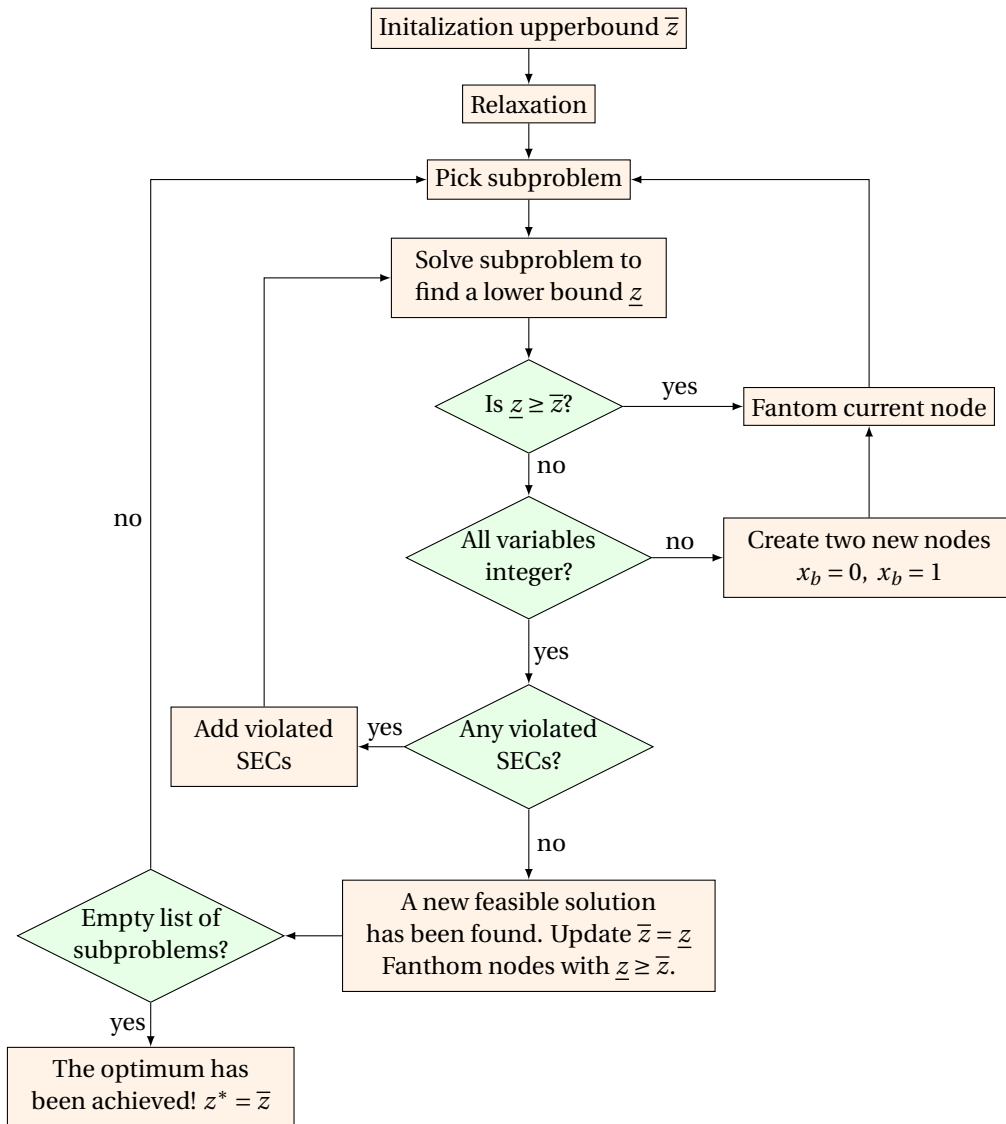 Initalization upperbound z̅
Relaxation
Pick subproblem
Solve subproblem to
find a lower bound z̲
Is z̲ ≥ z̅?
yes
Fantom current node
no
no
All variables
integer?
no
Create two new nodes
x_b = 0, x_b = 1
yes
Add violated
SECs
yes
Any violated
SECs?
no
Empty list of
subproblems?
A new feasible solution
has been found. Update z̅ = z̲
Fanthom nodes with z̲ ≥ z̅.
yes
The optimum has
been achieved! z* = z̅